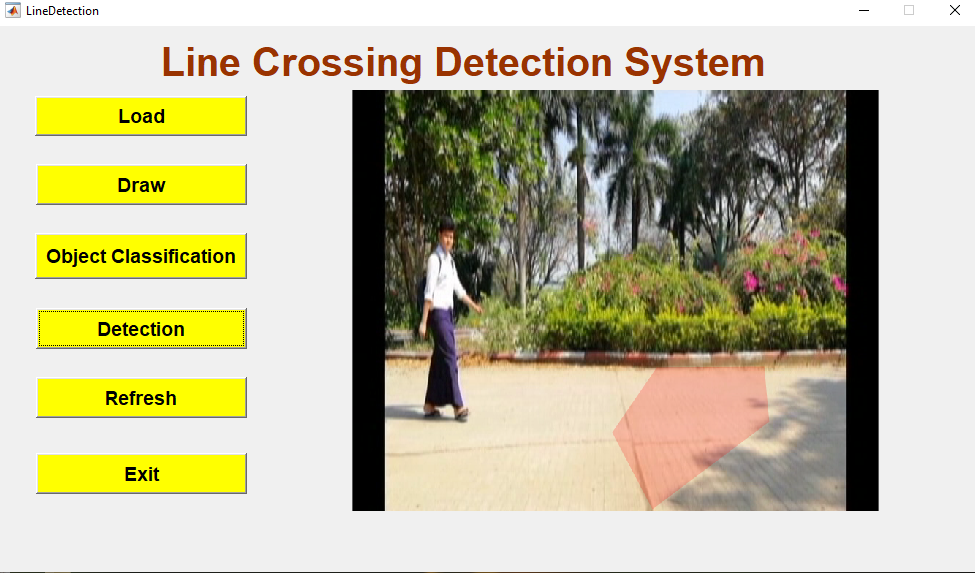 LineDetection
Line Crossing Detection System
Load
Draw
Object Classification
Detection
Refresh
Exit